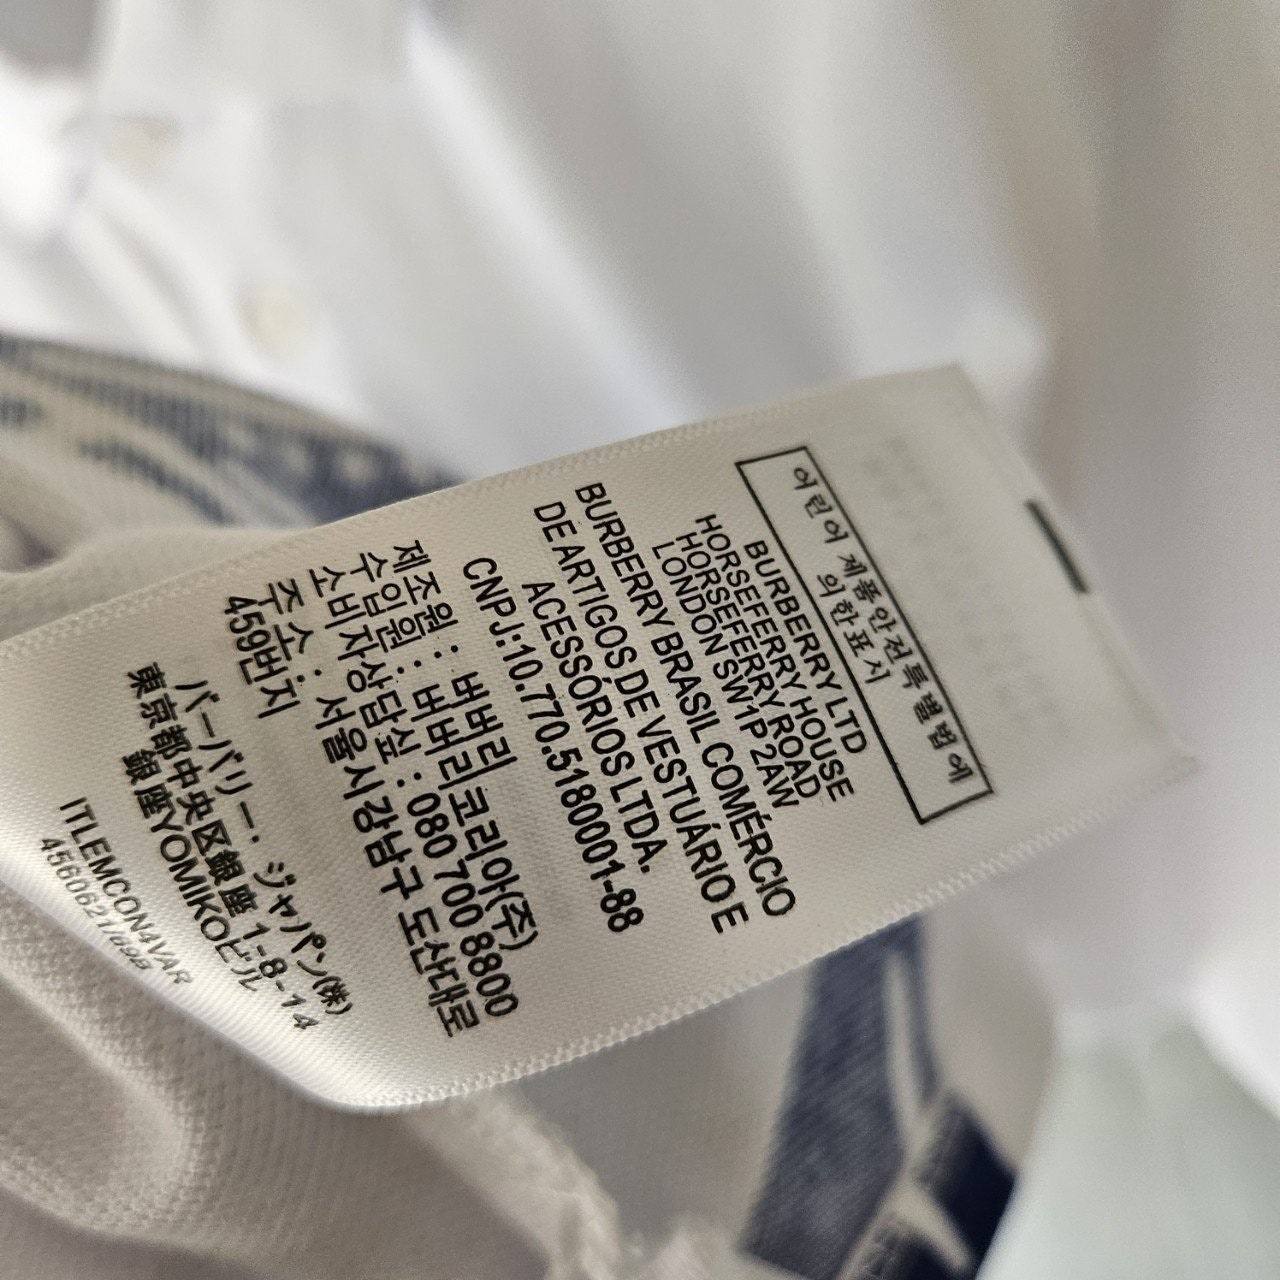 어린이 제품안전특별법에
의한표시
BURBERRY LTD
HORSEFERRY HOUSE
HORSEFERRY ROAD
LONDON SW1P 2AW
BURBERRY BRASIL COMÉRCIO
DE ARTIGOS DE VESTUÁRIO E
ACESSÓRIOS LTDA.
CNPJ:10.770.5180001-88
제조원 : 버버리
수입원 : 버버리코리아(주)
소비자상담실 : 080 700 8800
주소 : 서울시강남구 도산대로
459번지
バーバリー・ジャパン(株)
東京都中央区銀座 1-8-14
銀座YOMIKOビル
ITLEMCON4VAR